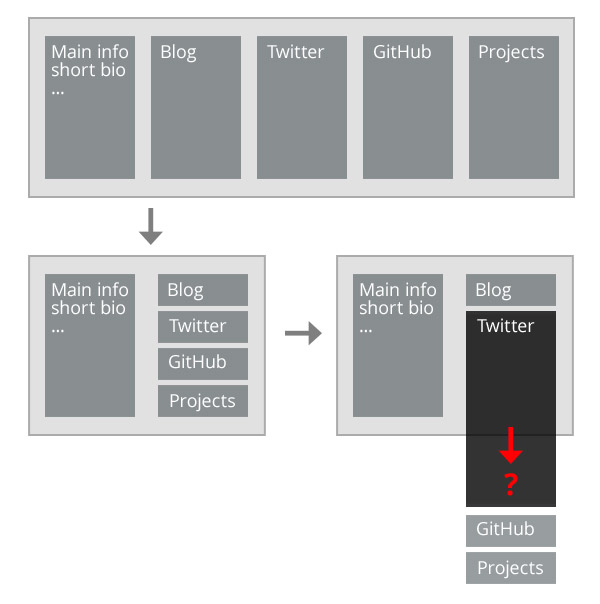 Main info
short bio
...
Blog
Twitter
GitHub
Projects
Main info
short bio
...
Blog
Twitter
GitHub
Projects
Main info
short bio
...
Blog
Twitter
?
GitHub
Projects